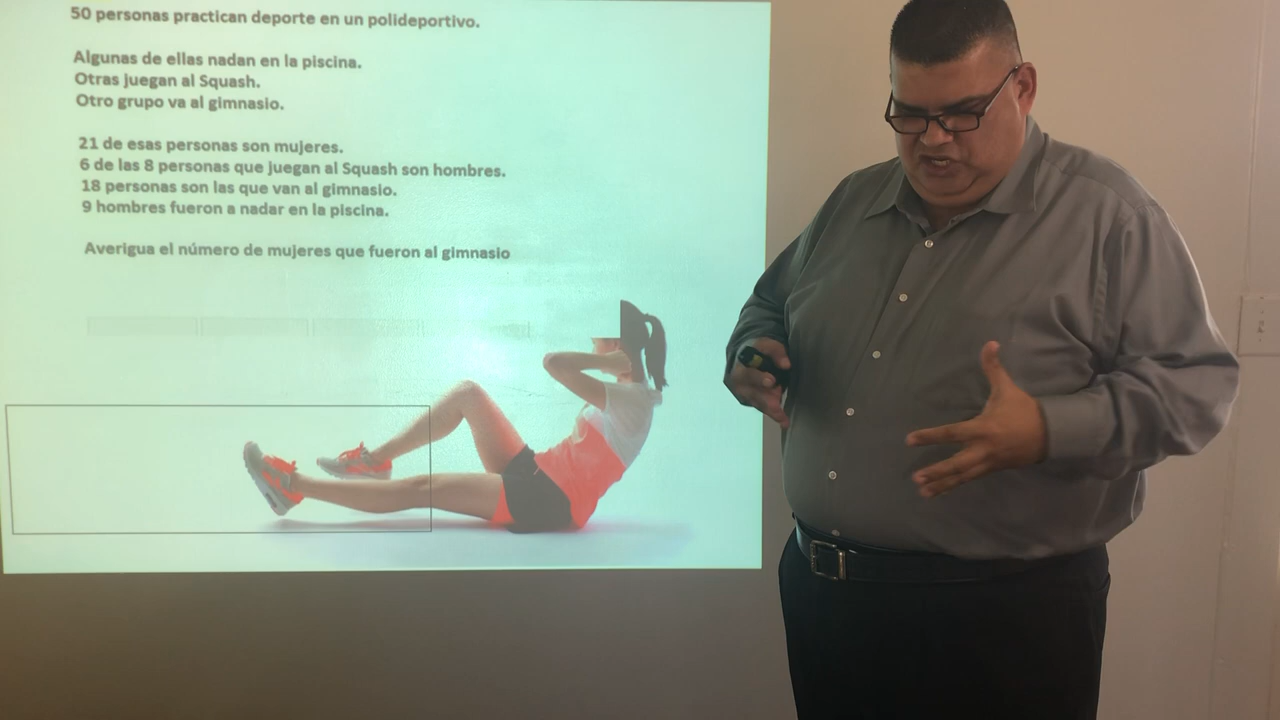 50 personas practican deporte en un polideportivo.
Algunas de ellas nadan en la piscina.
Otras juegan al Squash.
Otro grupo va al gimnasio.
21 de esas personas son mujeres.
6 de las 8 personas que juegan al Squash son hombres.
18 personas son las que van al gimnasio.
9 hombres fueron a nadar en la piscina.
Averigua el número de mujeres que fueron al gimnasio